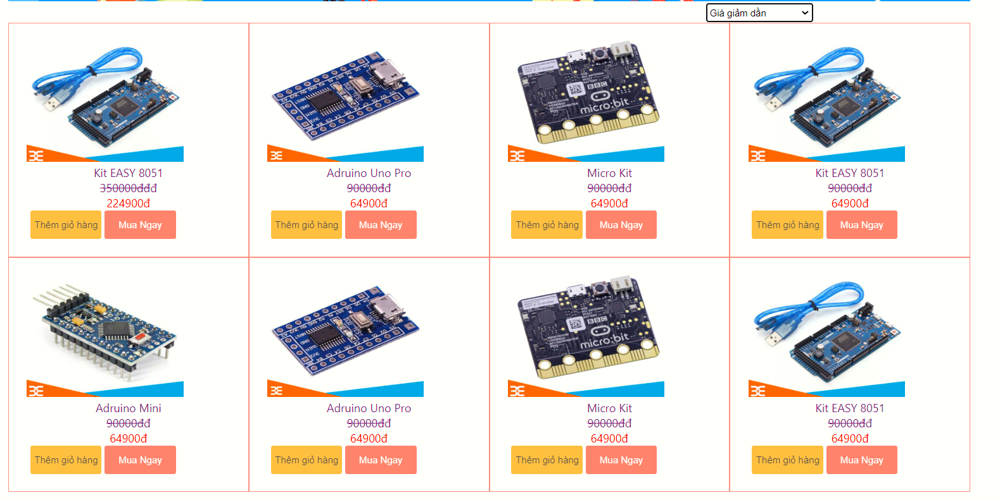 Giá giảm dần
Kit EASY 8051
350000đđđ
224900đ
Thêm giỏ hàng
Mua Ngay
Adruino Uno Pro
90000đđ
64900đ
Thêm giỏ hàng
Mua Ngay
micro:bit
BBC
Micro Kit
90000đđ
64900đ
Thêm giỏ hàng
Mua Ngay
Kit EASY 8051
90000đđ
64900đ
Thêm giỏ hàng
Mua Ngay
Adruino Mini
90000đđ
64900đ
Thêm giỏ hàng
Mua Ngay
Adruino Uno Pro
90000đđ
64900đ
Thêm giỏ hàng
Mua Ngay
BBC
micro:bit
Micro Kit
90000đđ
64900đ
Thêm giỏ hàng
Mua Ngay
Kit EASY 8051
90000đđ
64900đ
Thêm giỏ hàng
Mua Ngay